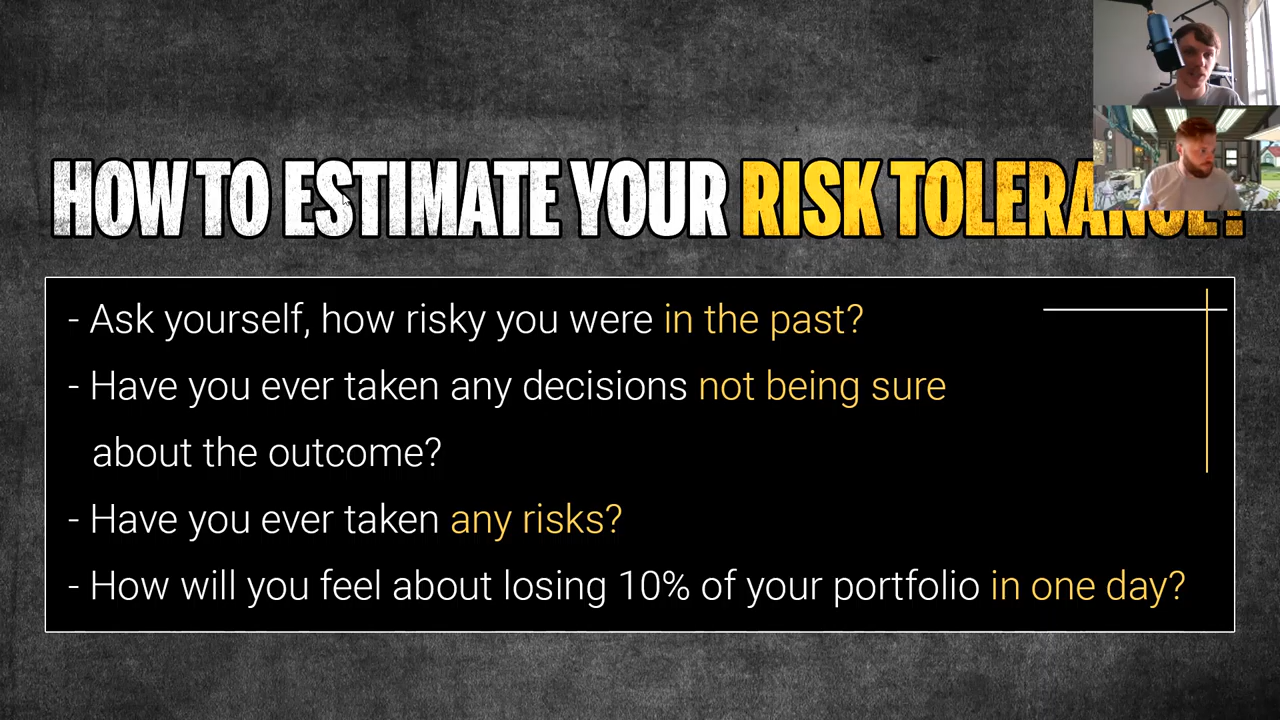 HOW TO ESTIMATE YOUR RISK TOLERANCE?
- Ask yourself, how risky you were in the past?
- Have you ever taken any decisions not being sure
about the outcome?
- Have you ever taken any risks?
- How will you feel about losing 10% of your portfolio in one day?